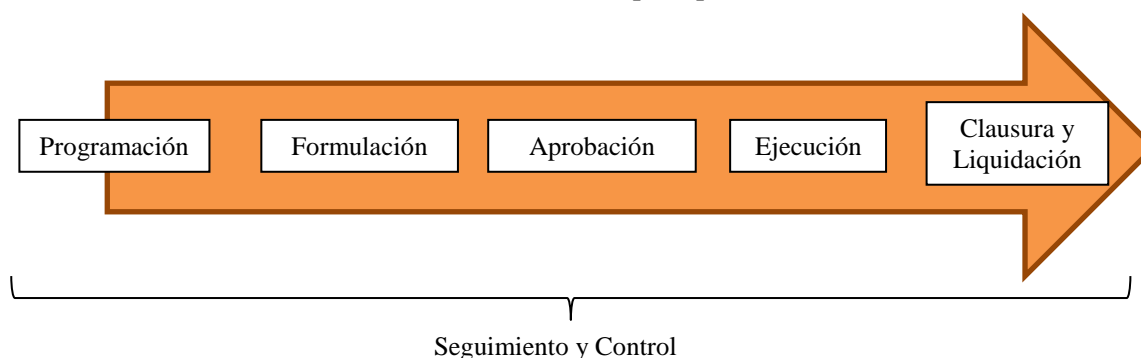 Programación
Formulación
Aprobación
Ejecución
Clausura y
Liquidación
Seguimiento y Control